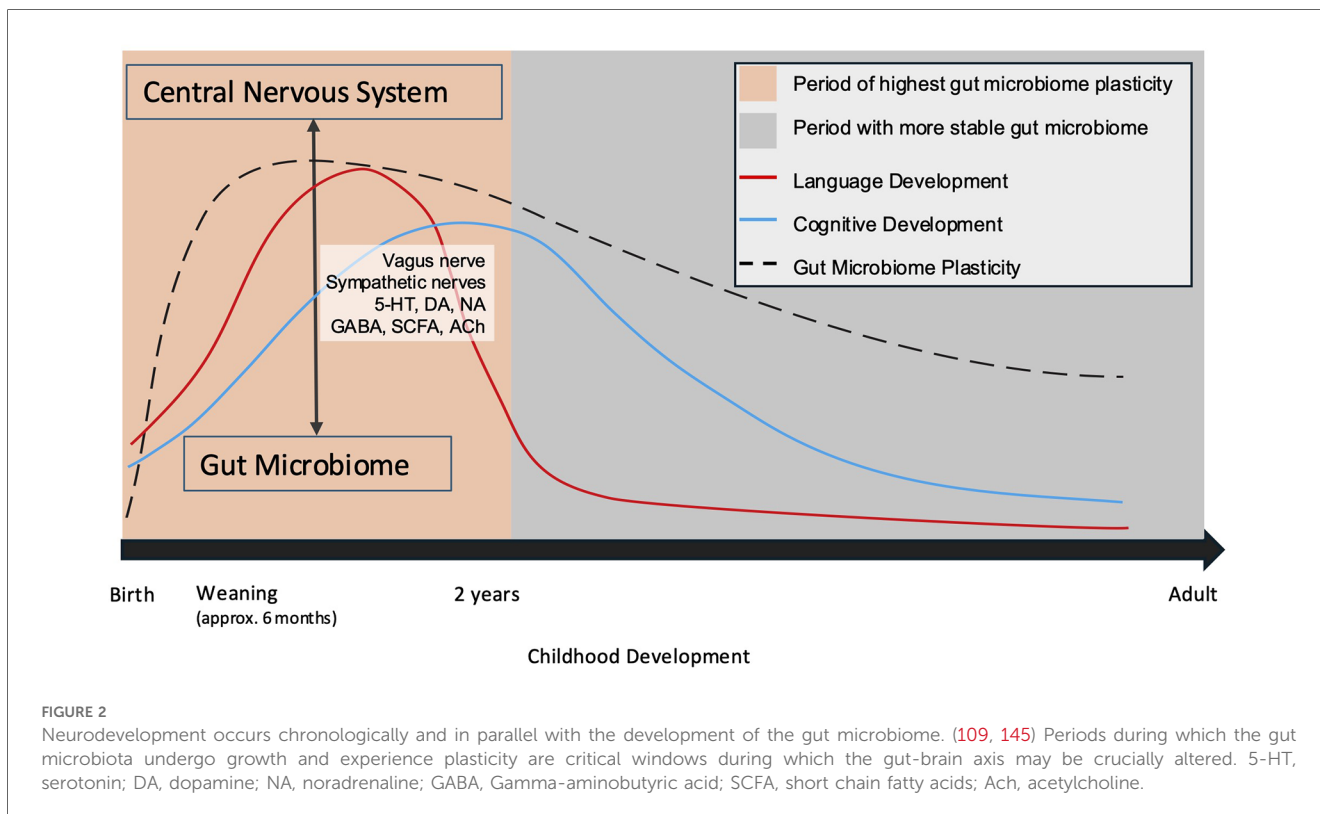 Central Nervous System
Period of highest gut microbiome plasticity
Period with more stable gut microbiome
Language Development
Cognitive Development
Gut Microbiome Plasticity
Vagus nerve
Sympathetic nerves
5-HT, DA, NA
GABA, SCFA, ACh
Gut Microbiome
Birth
Weaning
(approx. 6 months)
2 years
Adult
Childhood Development
FIGURE 2
Neurodevelopment occurs chronologically and in parallel with the development of the gut microbiome. (109, 145) Periods during which the gut
microbiota undergo growth and experience plasticity are critical windows during which the gut-brain axis may be crucially altered. 5-HT,
serotonin; DA, dopamine; NA, noradrenaline; GABA, Gamma-aminobutyric acid; SCFA, short chain fatty acids; Ach, acetylcholine.